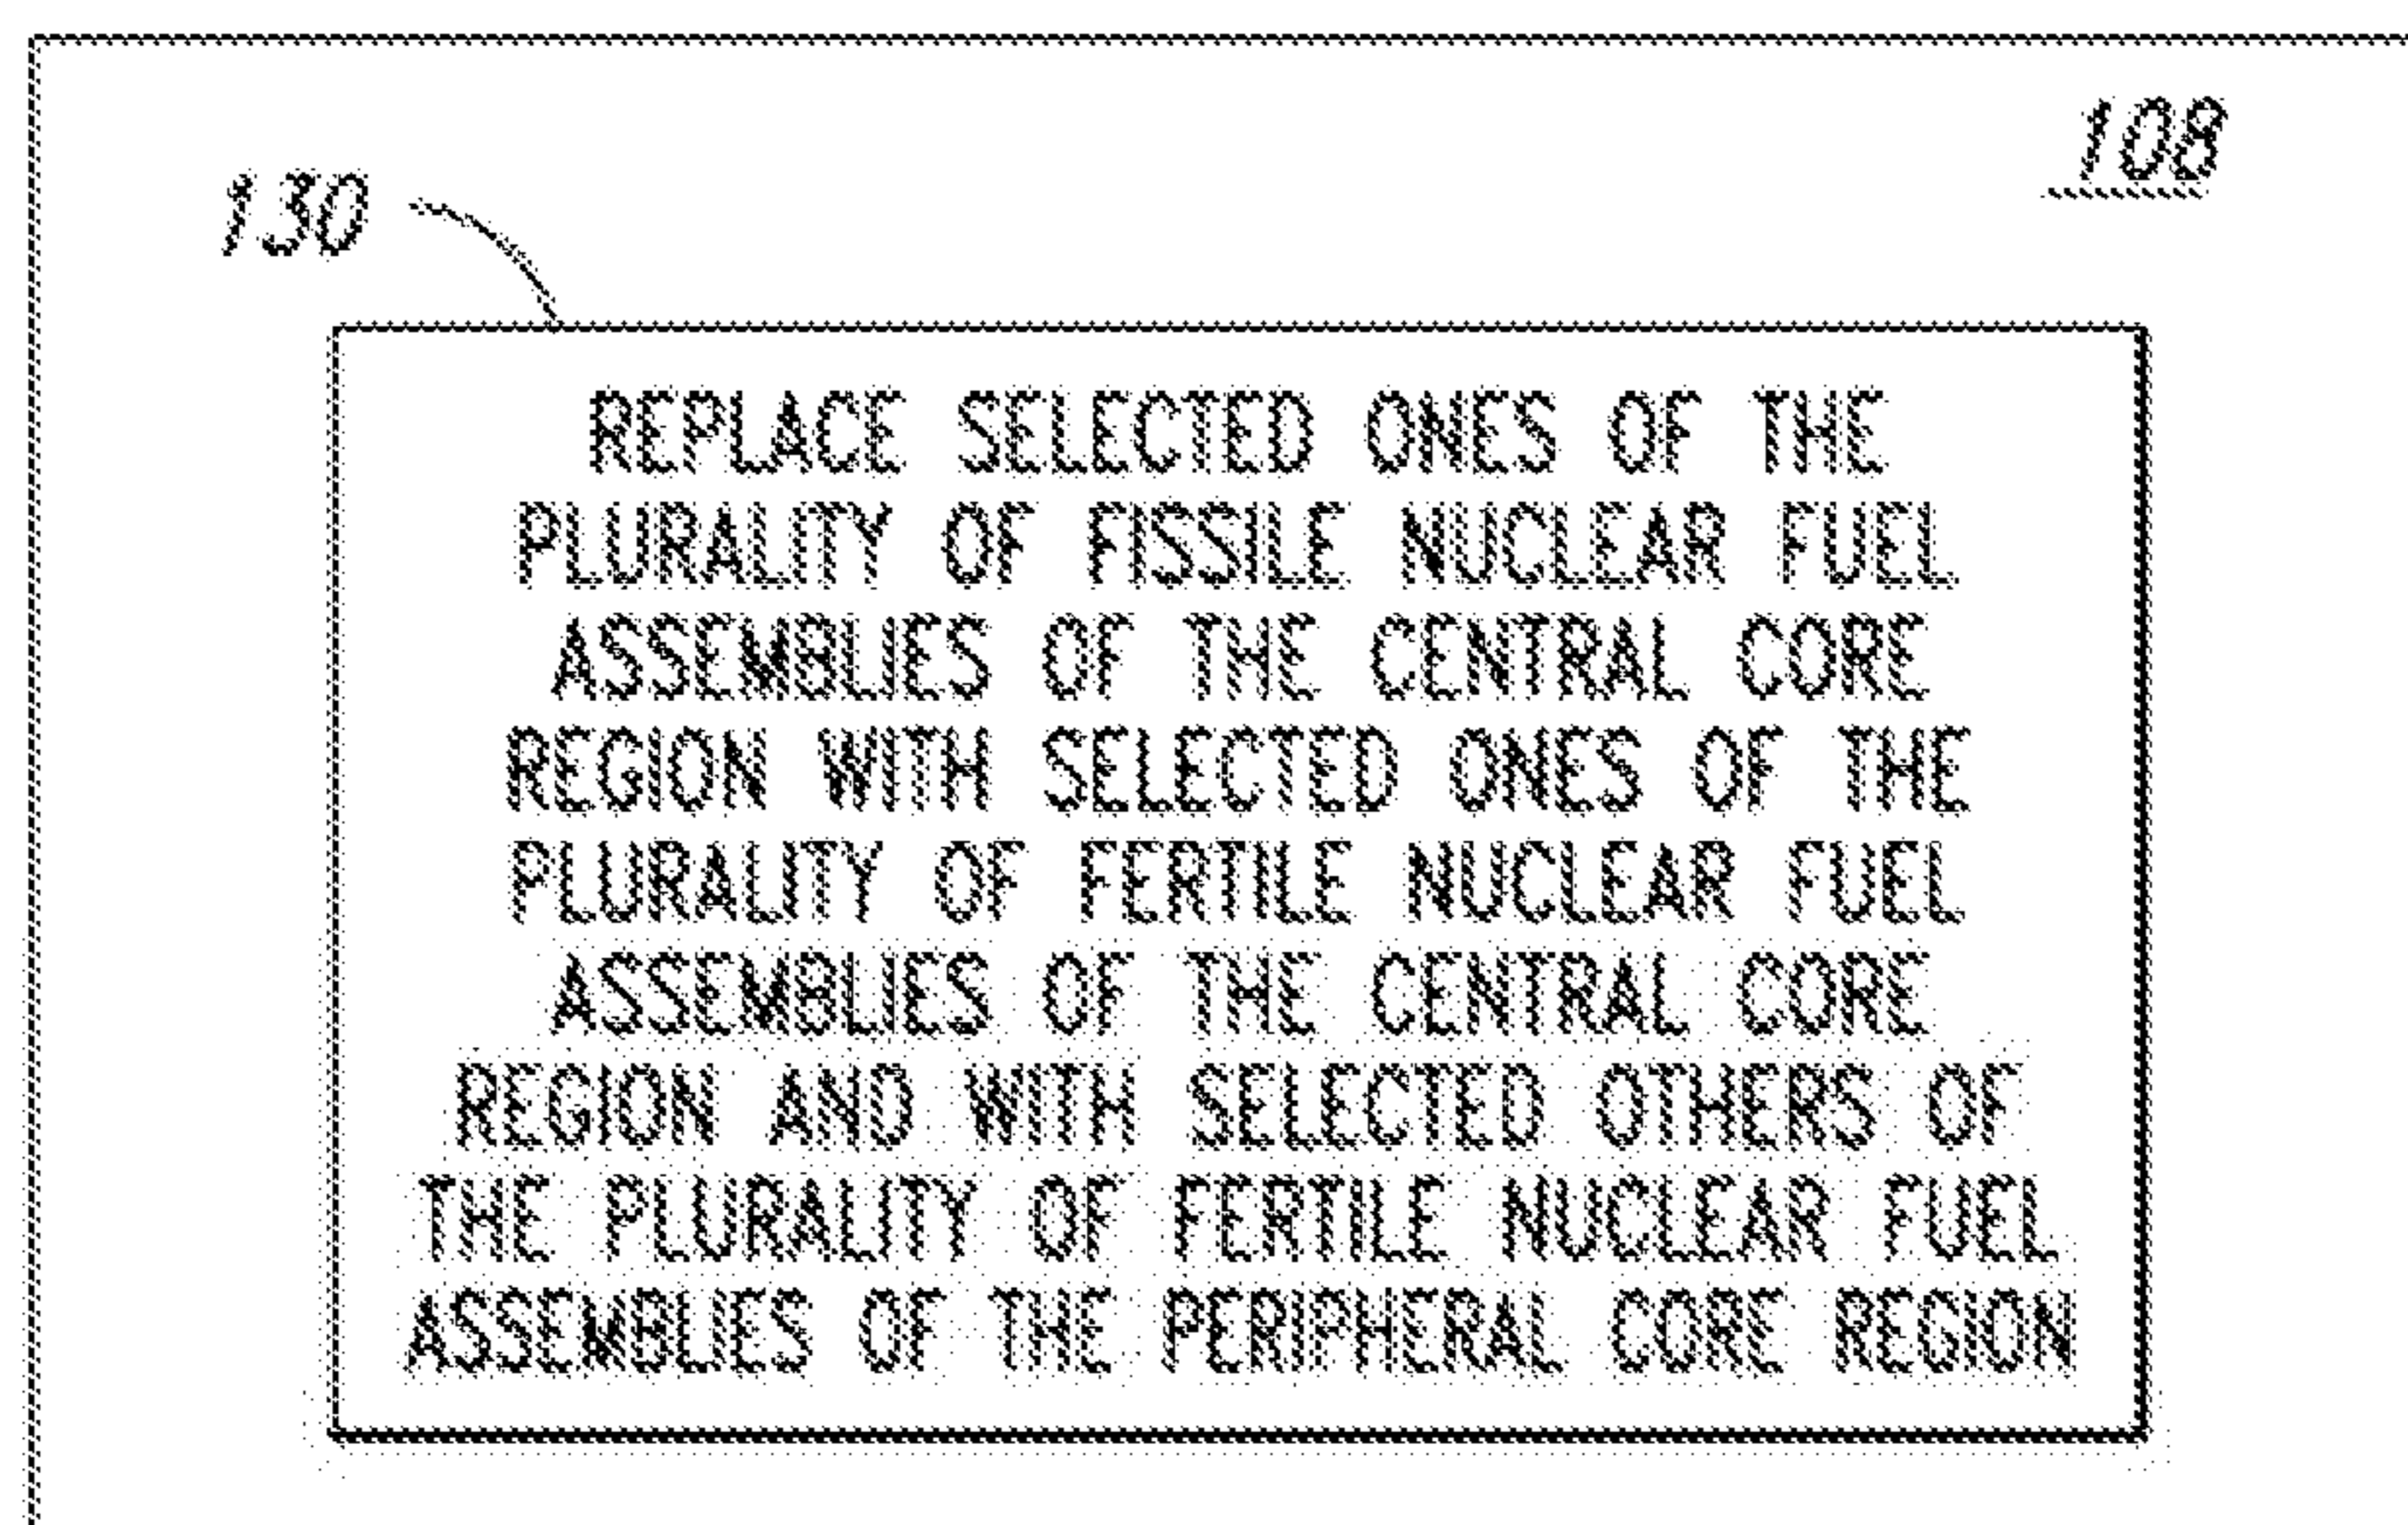 108
130
REPLACE SELECTED ONES OF THE
PLURALITY OF FISSILE NUCLEAR FUEL
ASSEMBLIES OF THE CENTRAL CORE
REGION WITH SELECTED ONES OF THE
PLURALITY OF FERTILE NUCLEAR FUEL
ASSEMBLIES OF THE CENTRAL CORE
REGION AND WITH SELECTED OTHERS OF
THE PLURALITY OF FERTILE NUCLEAR FUEL
ASSEMBLIES OF THE PERIPHERAL CORE REGION